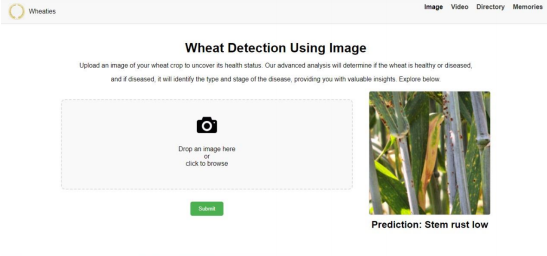 Wheaties
Image Video Directory Memories
Wheat Detection Using Image
Upload an image of your wheat crop to uncover its health status. Our advanced analysis will determine if the wheat is healthy or diseased,
and if diseased, it will identify the type and stage of the disease, providing you with valuable insights. Explore below.
Drop an image here
or
click to browse
Submit
Prediction: Stem rust low